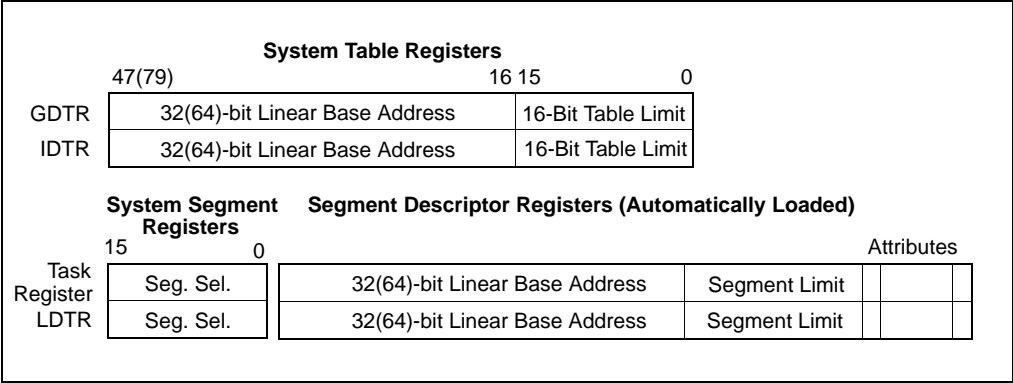 System Table Registers
47(79) 16 15 0
GDTR 32(64)-bit Linear Base Address 16-Bit Table Limit
IDTR 32(64)-bit Linear Base Address 16-Bit Table Limit
System Segment Registers Segment Descriptor Registers (Automatically Loaded)
15 0 Attributes
Task Register Seg. Sel. 32(64)-bit Linear Base Address Segment Limit
LDTR Seg. Sel. 32(64)-bit Linear Base Address Segment Limit